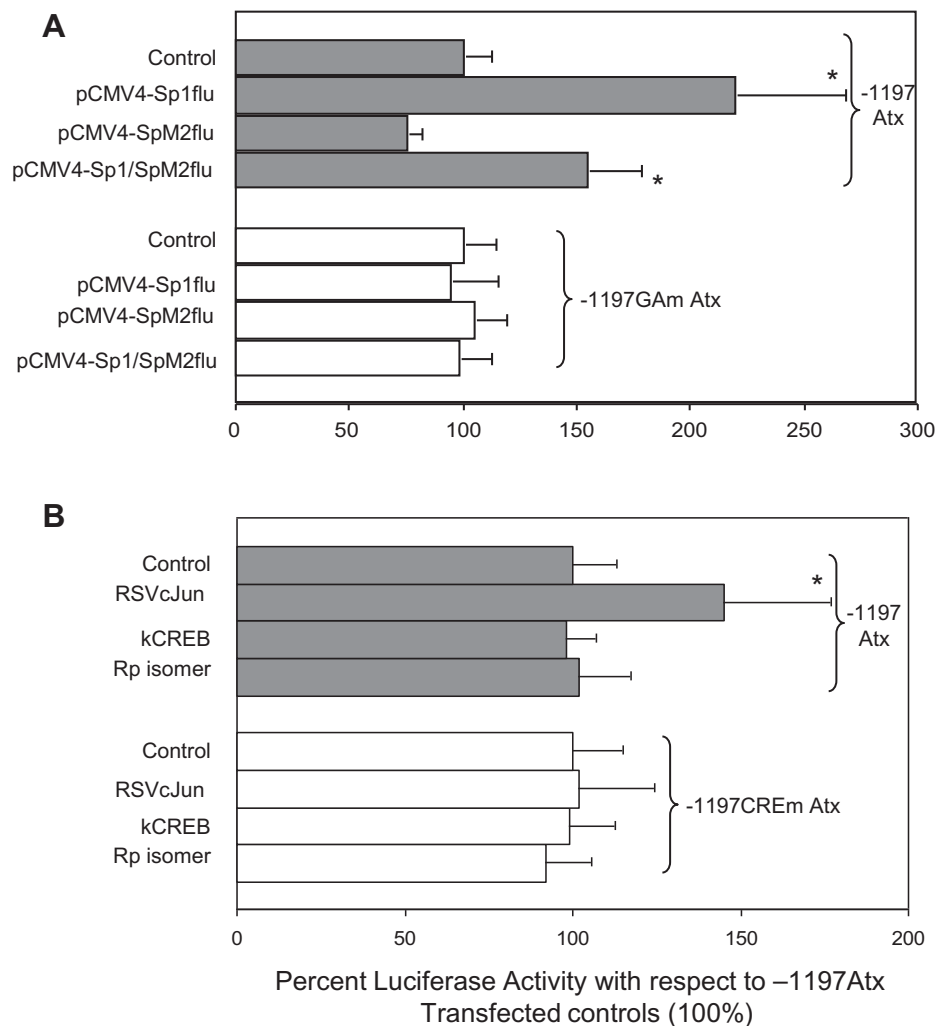 A
Control
pCMV4-Sp1flu
*
-1197
Atx
pCMV4-SpM2flu
pCMV4-Sp1/SpM2flu
*
Control
pCMV4-Sp1flu
-1197GAm Atx
pCMV4-SpM2flu
pCMV4-Sp1/SpM2flu
0 50 100 150 200 250 300
B
Control
RSVcJun
*
-1197
Atx
kCREB
Rp isomer
Control
RSVcJun
-1197CREm Atx
kCREB
Rp isomer
0 50 100 150 200
Percent Luciferase Activity with respect to –1197Atx
Transfected controls (100%)